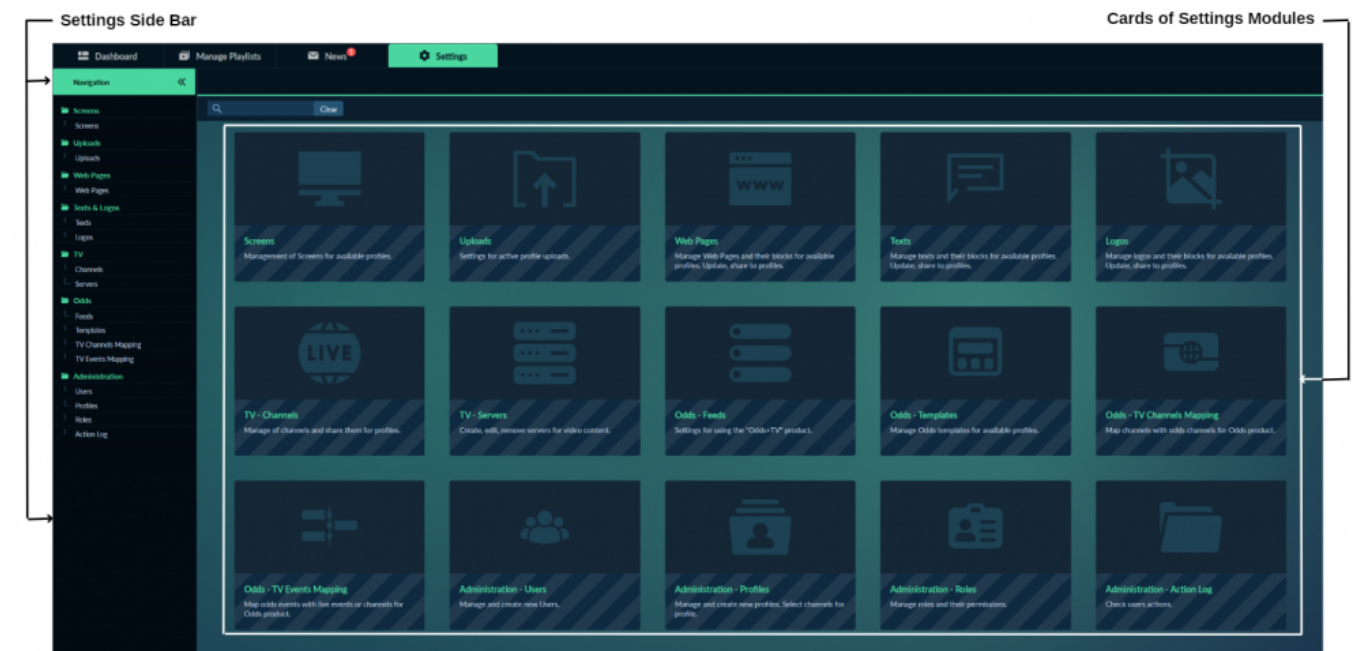 Settings Side Bar
Cards of Settings Modules
Dashboard
Manage Playlists
News
Settings
Navigation
Clear
Screens
Screens
Uploads
Uploads
Web Pages
Web Pages
Texts & Logos
Texts
Logos
TV
Channels
Servers
Odds
Feeds
Templates
TV Channels Mapping
TV Events Mapping
Administration
Users
Profiles
Roles
Action Log
Screens
Management of Screens for available profiles.
Uploads
Settings for active profile uploads.
WWW
Web Pages
Manage Web Pages and their blocks for available
profiles. Update, share to profiles.
Texts
Manage texts and their blocks for available profiles.
Update, share to profiles.
Logos
Manage logos and their blocks for available profiles.
Update, share to profiles.
LIVE
TV - Channels
Manage of channels and share them for profiles.
TV - Servers
Create, edit, remove servers for video content.
Odds - Feeds
Settings for using the "Odds+TV" product.
Odds - Templates
Manage Odds templates for available profiles.
Odds - TV Channels Mapping
Map channels with odds channels for Odds product.
Odds - TV Events Mapping
Map odds events with live events or channels for
Odds product.
Administration - Users
Manage and create new Users.
Administration - Profiles
Manage and create new profiles. Select channels for
profile.
Administration - Roles
Manage roles and their permissions.
Administration - Action Log
Check users actions.